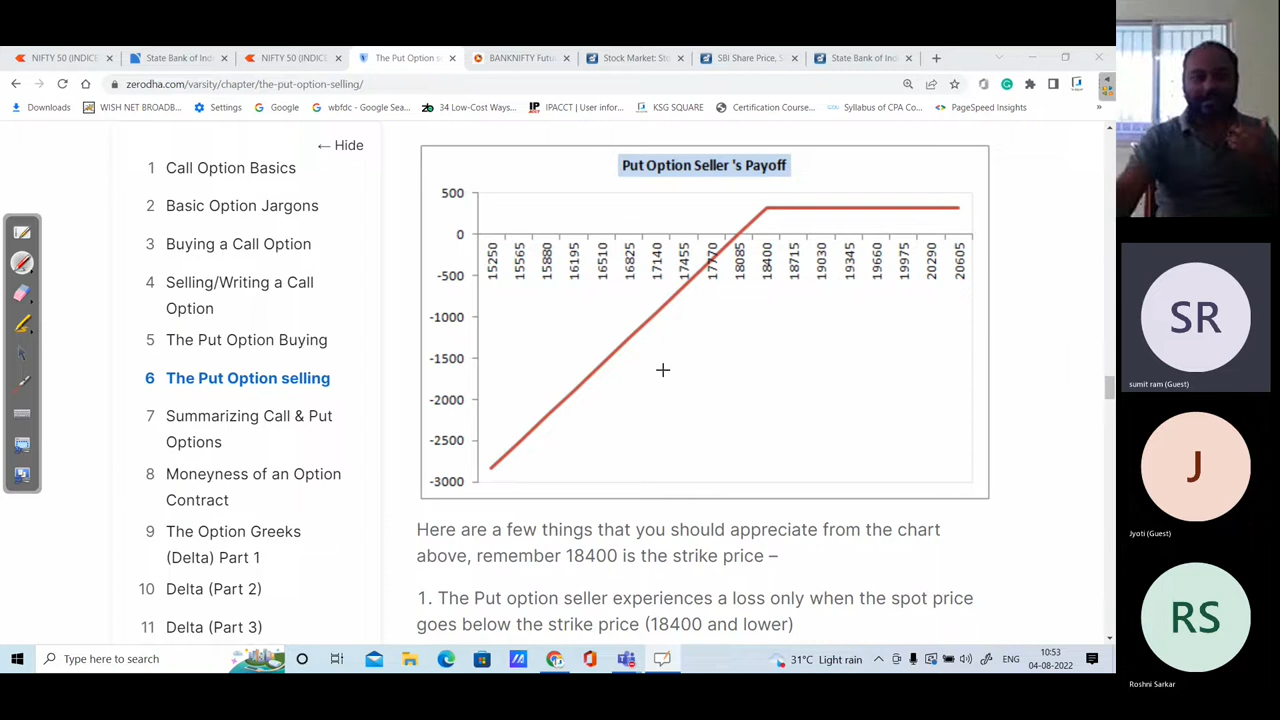 NIFTY 50 (INDICE
State Bank of Ind
NIFTY 50 (INDICE
The Put Option se
BANKNIFTY Futur
Stock Market: Sto
SBI Share Price, S
State Bank of Ind
zerodha.com/varsity/chapter/the-put-option-selling/
Downloads
WISH NET BROADB...
Settings
Google
wbfdc - Google Sea...
34 Low-Cost Ways...
IPACCT | User infor...
KSG SQUARE
Certification Course...
Syllabus of CPA Co...
PageSpeed Insights
»
← Hide
1 Call Option Basics
2 Basic Option Jargons
3 Buying a Call Option
4 Selling/Writing a Call
Option
5 The Put Option Buying
6 The Put Option selling
7 Summarizing Call & Put
Options
8 Moneyness of an Option
Contract
9 The Option Greeks
(Delta) Part 1
10 Delta (Part 2)
11 Delta (Part 3)
Put Option Seller 's Payoff
500
0
-500
-1000
-1500
-2000
-2500
-3000
15250 15565 15880 16195 16510 16825 17140 17455 17770 18085 18400 18715 19030 19345 19660 19975 20290 20605
Here are a few things that you should appreciate from the chart
above, remember 18400 is the strike price –
1. The Put option seller experiences a loss only when the spot price
goes below the strike price (18400 and lower)
SR
sumit ram (Guest)
J
Jyoti (Guest)
RS
Roshni Sarkar
Type here to search
31°C Light rain
ENG
10:53
04-08-2022